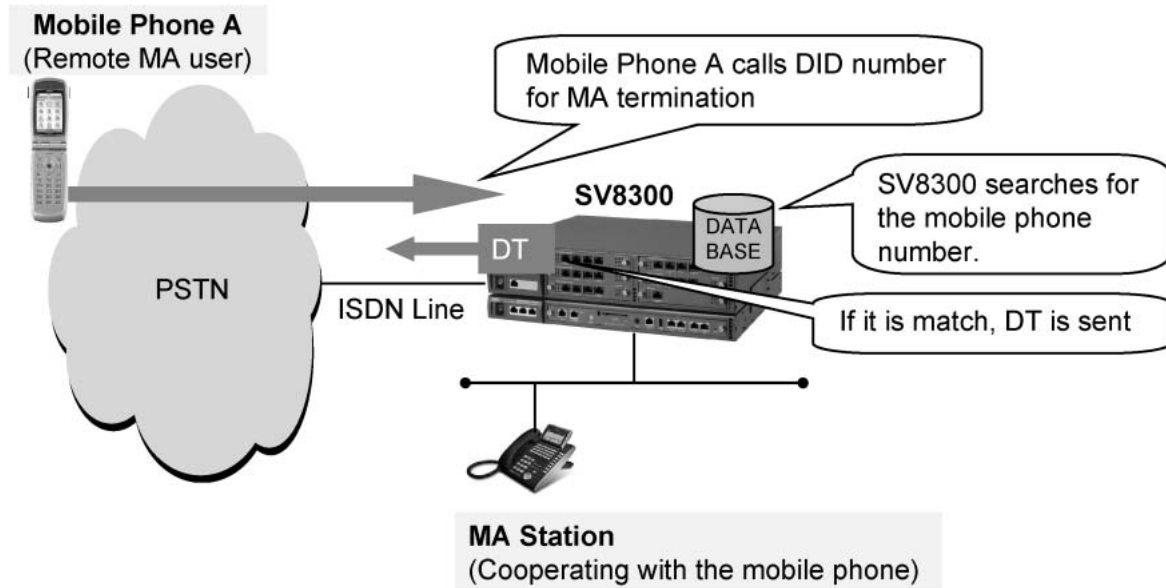 Mobile Phone A
(Remote MA user)
Mobile Phone A calls DID number
for MA termination
SV8300
SV8300 searches for
the mobile phone
number.
DATA
BASE
DT
PSTN
ISDN Line
If it is match, DT is sent
MA Station
(Cooperating with the mobile phone)